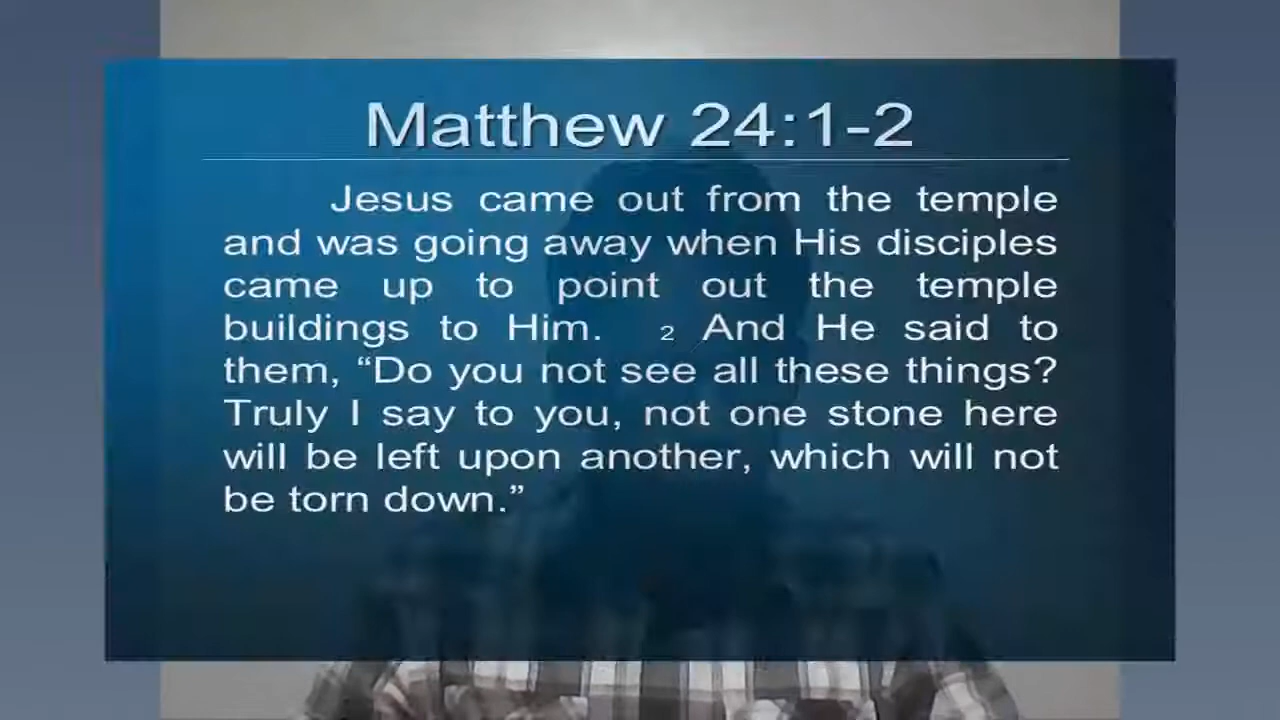 Matthew 24:1-2
Jesus came out from the temple
and was going away when His disciples
came up to point out the temple
buildings to Him. 2 And He said to
them, “Do you not see all these things?
Truly I say to you, not one stone here
will be left upon another, which will not
be torn down.”